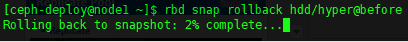 [ceph-deploy@node1 ~]$ rbd snap rollback hdd/hyper@before
Rolling back to snapshot: 2% complete...